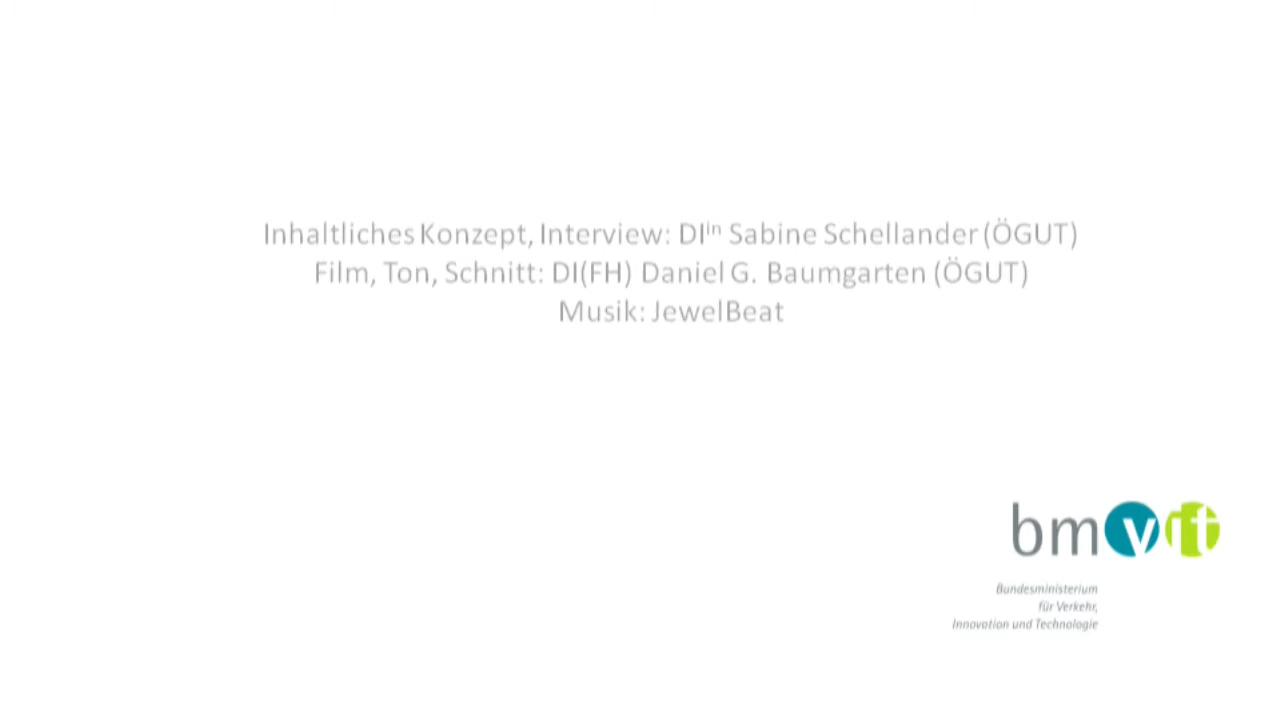 Inhaltliches Konzept, Interview: DIⁱⁿ Sabine Schellander (ÖGUT)
Film, Ton, Schnitt: DI(FH) Daniel G. Baumgarten (ÖGUT)
Musik: JewelBeat
bmvit
Bundesministerium
für Verkehr,
Innovation und Technologie